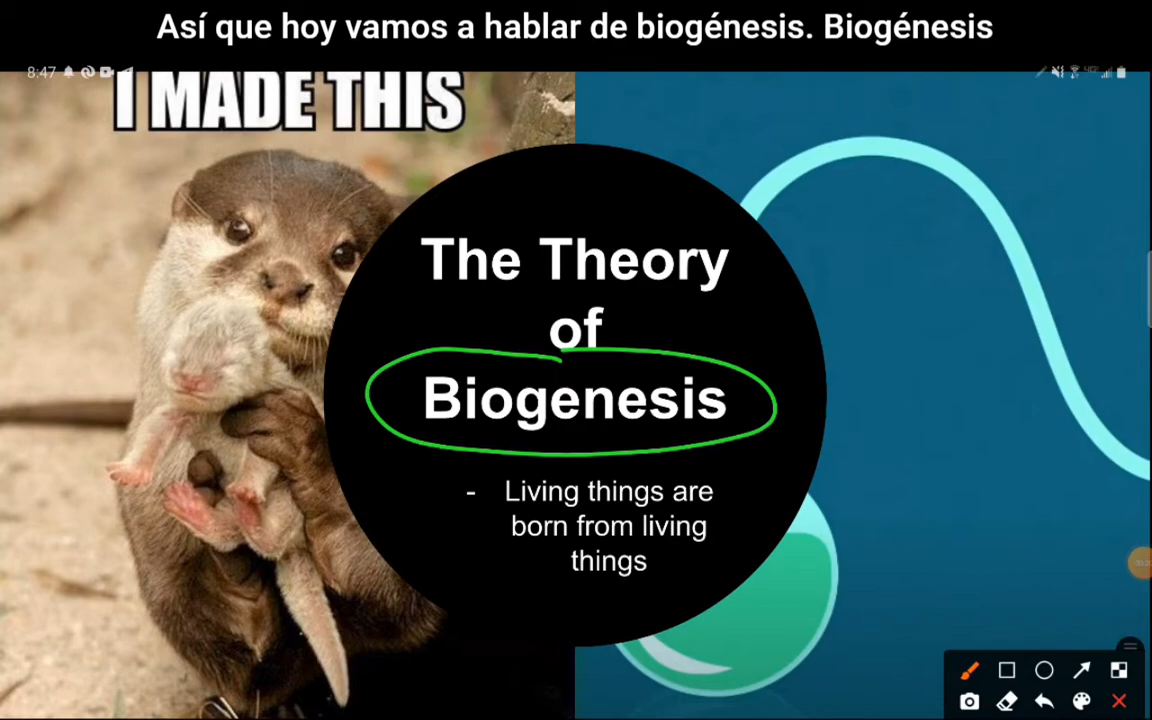 Así que hoy vamos a hablar de biogénesis. Biogénesis
8:47
I MADE THIS
The Theory
of
Biogenesis
- Living things are
born from living
things